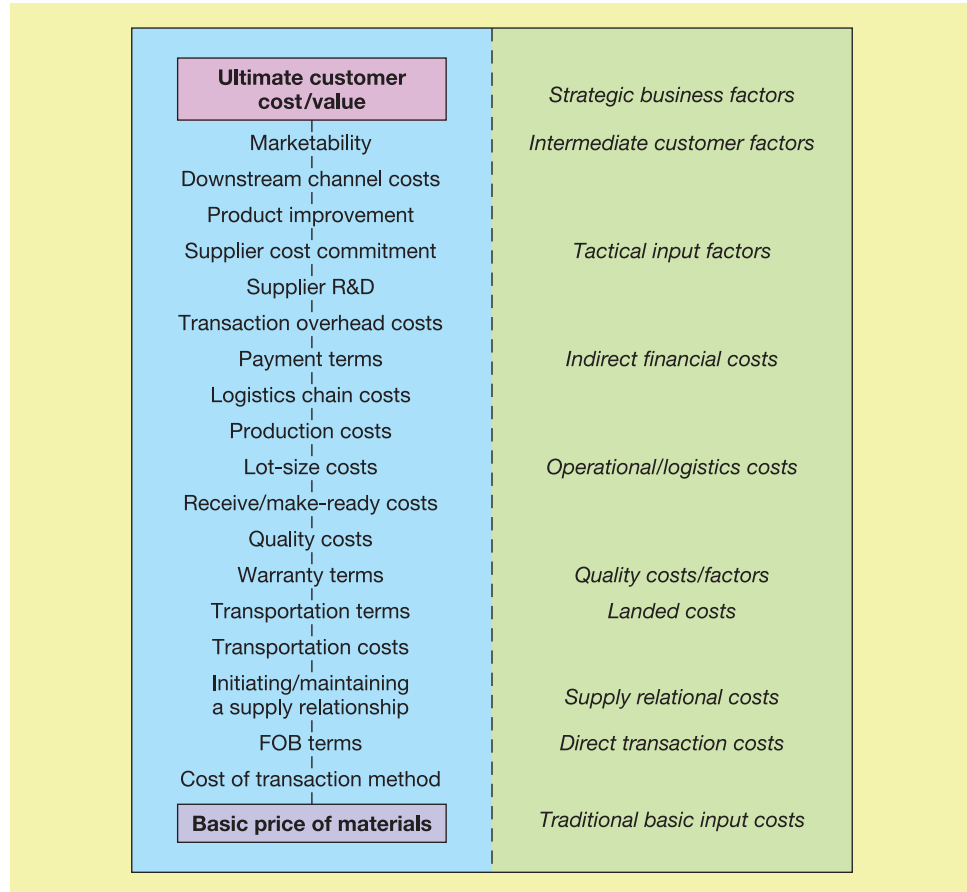 Ultimate customer
cost/value
Strategic business factors
Marketability
Intermediate customer factors
Downstream channel costs
Product improvement
Supplier cost commitment
Tactical input factors
Supplier R&D
Transaction overhead costs
Payment terms
Indirect financial costs
Logistics chain costs
Production costs
Lot-size costs
Operational/logistics costs
Receive/make-ready costs
Quality costs
Warranty terms
Quality costs/factors
Transportation terms
Landed costs
Transportation costs
Initiating/maintaining
a supply relationship
Supply relational costs
FOB terms
Direct transaction costs
Cost of transaction method
Basic price of materials
Traditional basic input costs